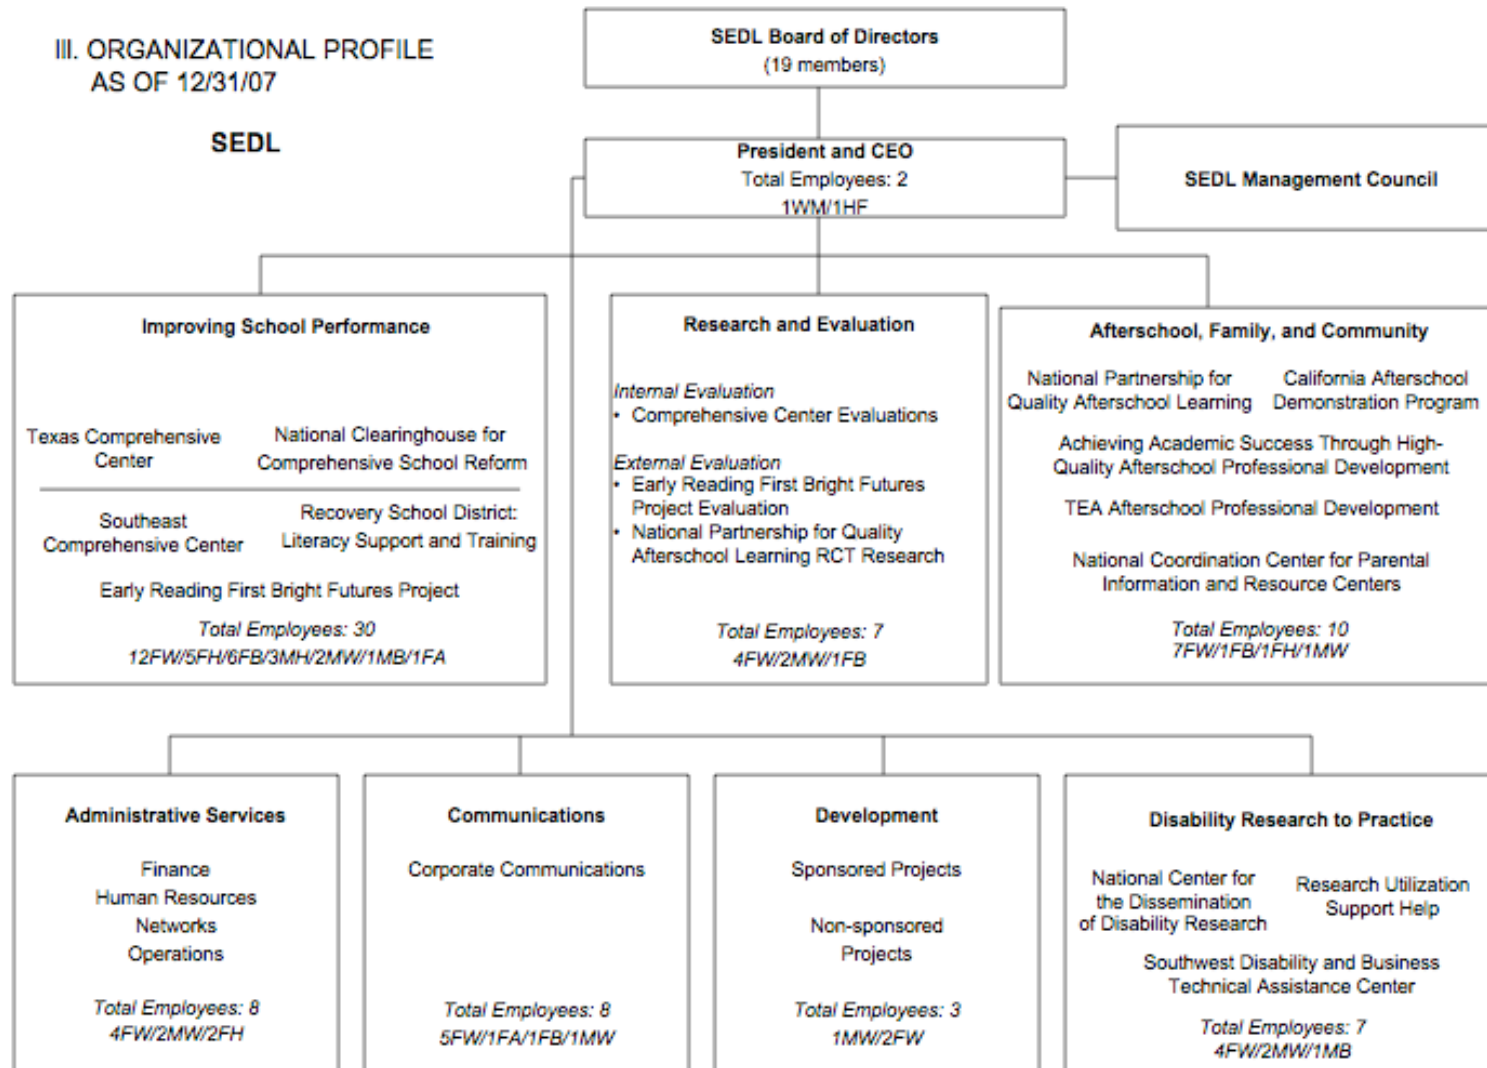 III. ORGANIZATIONAL PROFILE
AS OF 12/31/07
SEDL
SEDL Board of Directors
(19 members)
President and CEO
Total Employees: 2
1WM/1HF
SEDL Management Council
Improving School Performance
Texas Comprehensive
Center
National Clearinghouse for
Comprehensive School Reform
Southeast
Comprehensive Center
Recovery School District:
Literacy Support and Training
Early Reading First Bright Futures Project
Total Employees: 30
12FW/5FH/6FB/3MH/2MW/1MB/1FA
Research and Evaluation
Internal Evaluation
• Comprehensive Center Evaluations
External Evaluation
• Early Reading First Bright Futures
Project Evaluation
• National Partnership for Quality
Afterschool Learning RCT Research
Total Employees: 7
4FW/2MW/1FB
Afterschool, Family, and Community
National Partnership for
Quality Afterschool Learning
California Afterschool
Demonstration Program
Achieving Academic Success Through High-
Quality Afterschool Professional Development
TEA Afterschool Professional Development
National Coordination Center for Parental
Information and Resource Centers
Total Employees: 10
7FW/1FB/1FH/1MW
Administrative Services
Finance
Human Resources
Networks
Operations
Total Employees: 8
4FW/2MW/2FH
Communications
Corporate Communications
Total Employees: 8
5FW/1FA/1FB/1MW
Development
Sponsored Projects
Non-sponsored
Projects
Total Employees: 3
1MW/2FW
Disability Research to Practice
National Center for
the Dissemination
of Disability Research
Research Utilization
Support Help
Southwest Disability and Business
Technical Assistance Center
Total Employees: 7
4FW/2MW/1MB